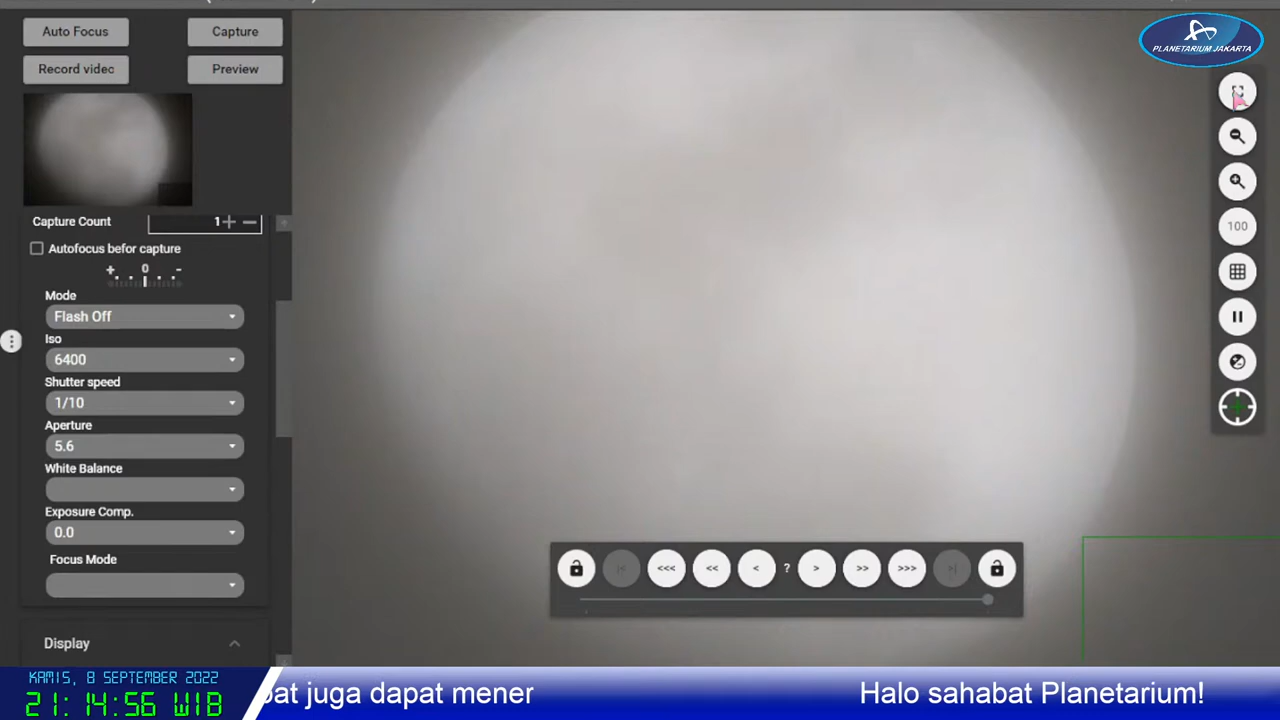 Auto Focus
Capture
Record video
Preview
PLANETARIUM JAKARTA
Capture Count
1
+
−
Autofocus befor capture
+ 0 -
Mode
Flash Off
Iso
6400
Shutter speed
1/10
Aperture
5.6
White Balance
Exposure Comp.
0.0
Focus Mode
Display
100
<<< << < ? > >> >>>
KAMIS, 8 SEPTEMBER 2022
21:14:56 WIB
pat juga dapat mener
Halo sahabat Planetarium!